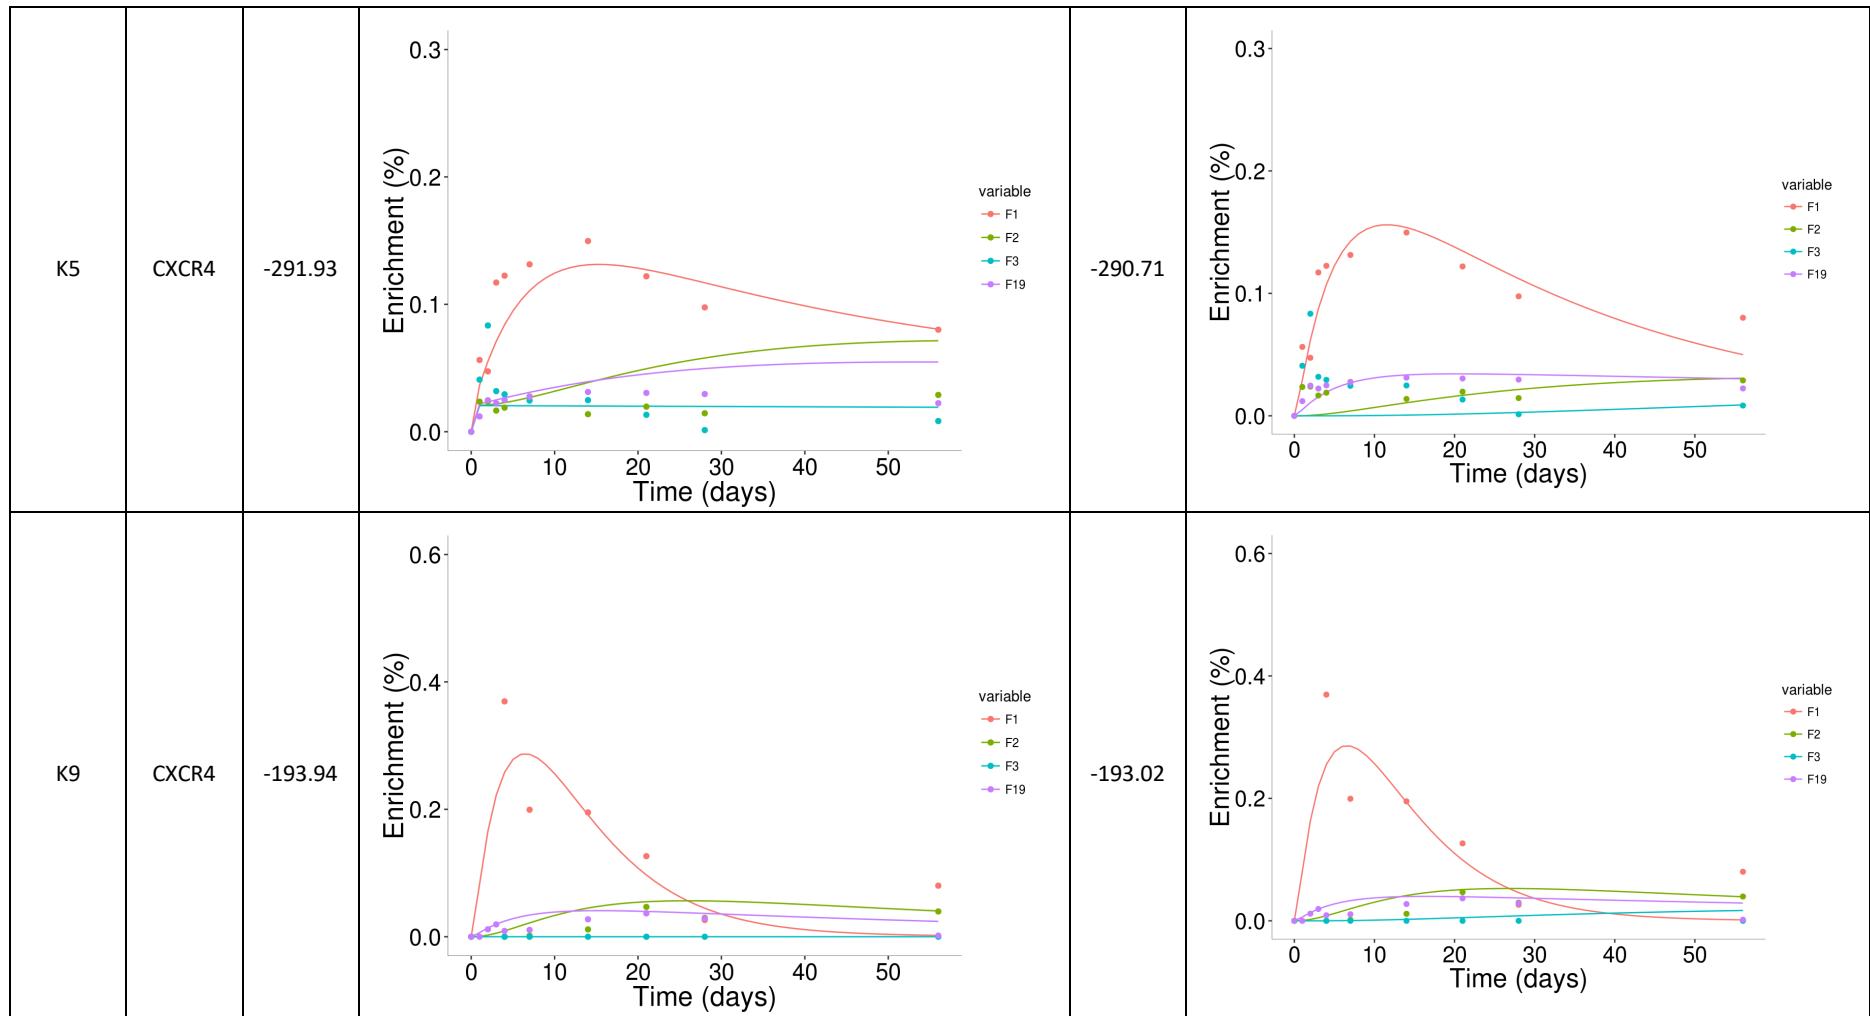 K5
CXCR4
-291.93
0.3
0.2
0.1
0.0
Enrichment (%)
0 10 20 30 40 50
Time (days)
variable
F1
F2
F3
F19
-290.71
0.3
0.2
0.1
0.0
Enrichment (%)
0 10 20 30 40 50
Time (days)
variable
F1
F2
F3
F19
K9
CXCR4
-193.94
0.6
0.4
0.2
0.0
Enrichment (%)
0 10 20 30 40 50
Time (days)
variable
F1
F2
F3
F19
-193.02
0.6
0.4
0.2
0.0
Enrichment (%)
0 10 20 30 40 50
Time (days)
variable
F1
F2
F3
F19